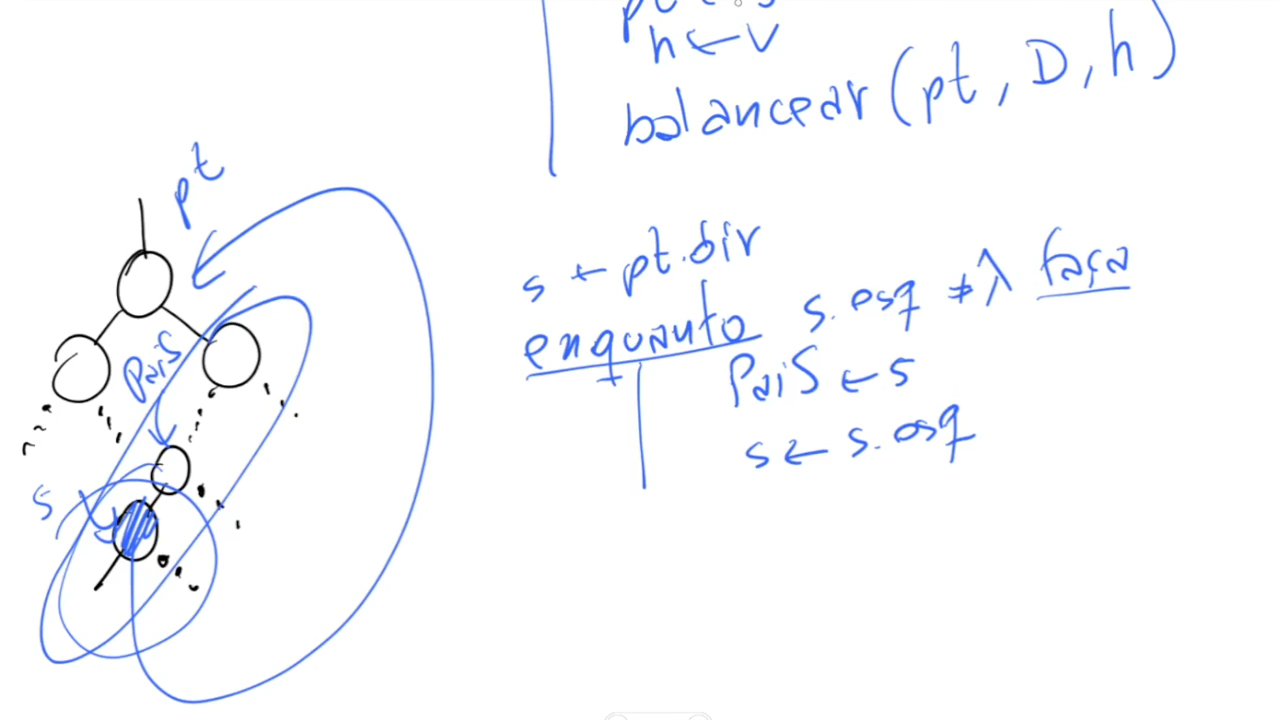 h ← V
balancear (pt, D, h)
pt
s ← pt.dir
enquanto s.esq ≠ λ faça
PaiS ← s
s ← s.esq
PaiS
s